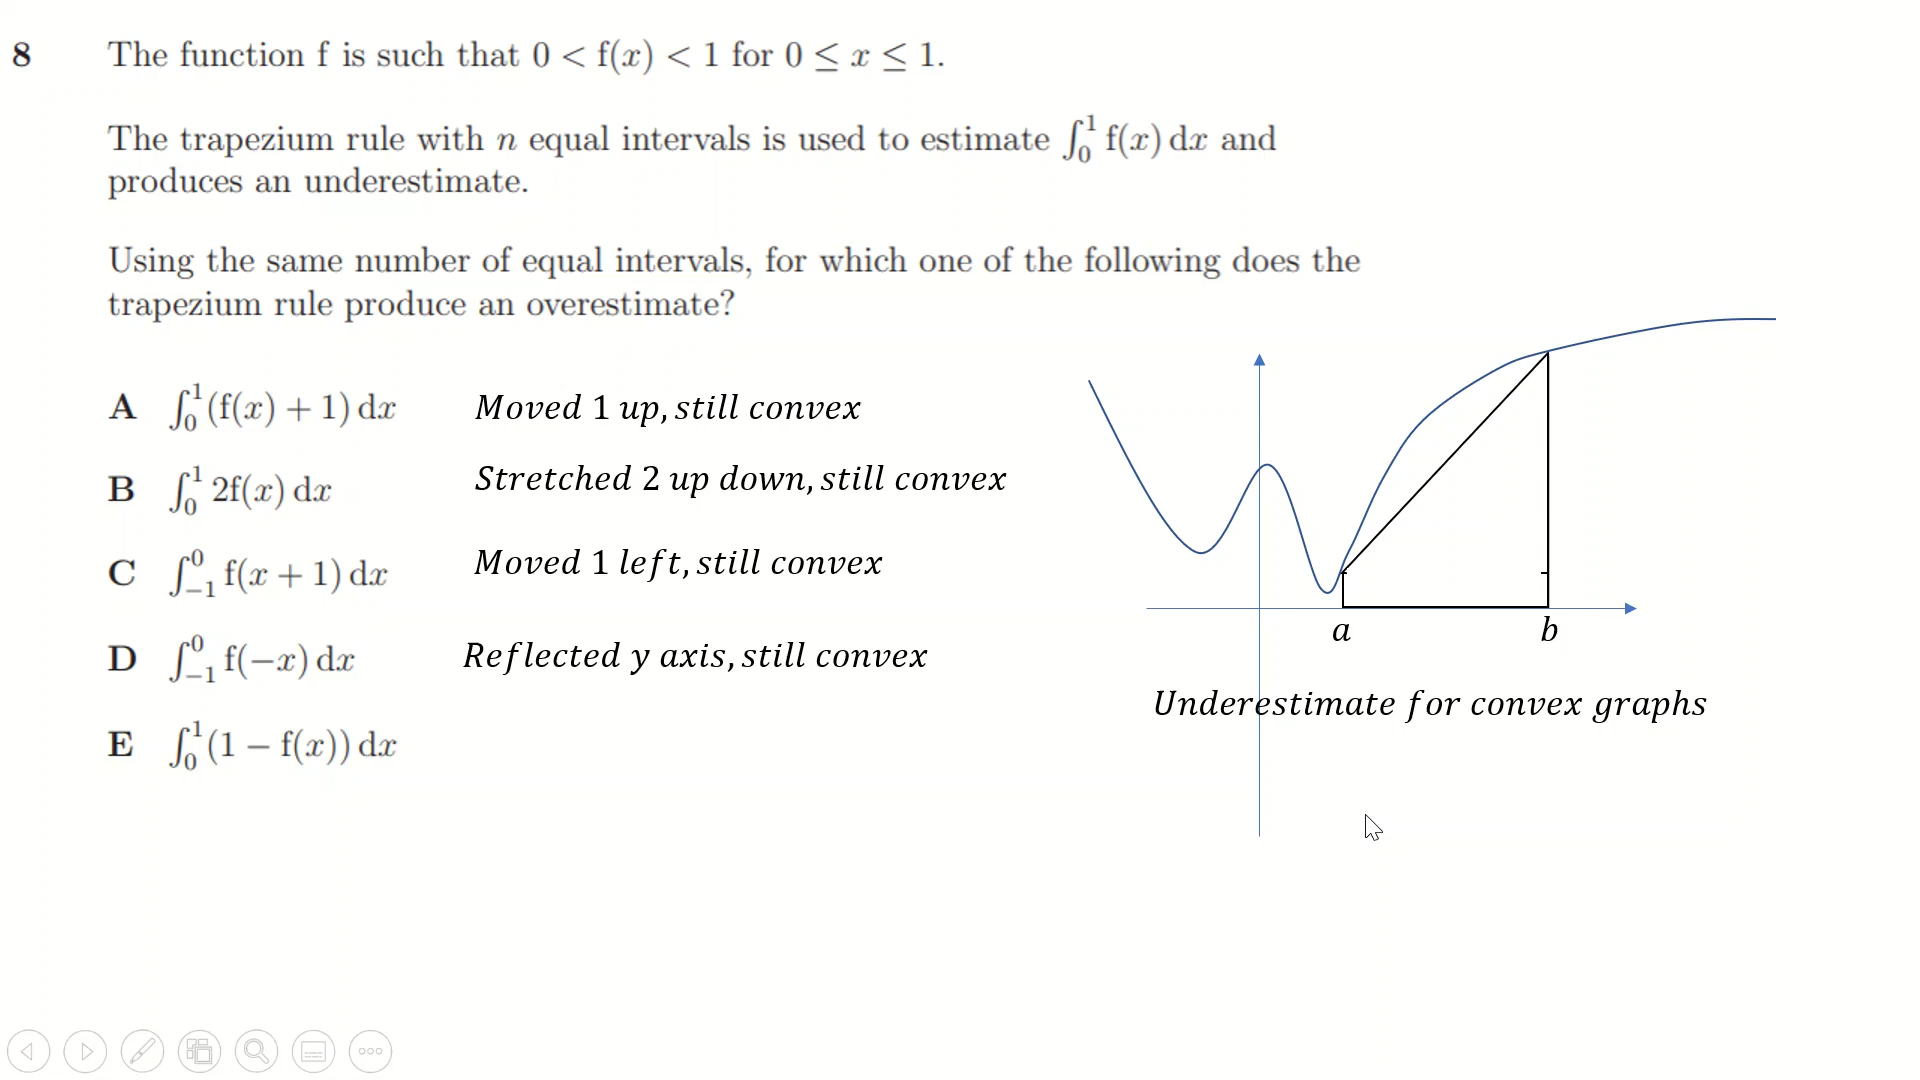 8 The function f is such that 0 < f(x) < 1 for 0 ≤ x ≤ 1.
The trapezium rule with n equal intervals is used to estimate ∫₀¹ f(x) dx and
produces an underestimate.
Using the same number of equal intervals, for which one of the following does the
trapezium rule produce an overestimate?
A ∫₀¹ (f(x) + 1) dx Moved 1 up, still convex
B ∫₀¹ 2f(x) dx Stretched 2 up down, still convex
C ∫₋₁⁰ f(x + 1) dx Moved 1 left, still convex
D ∫₋₁⁰ f(−x) dx Reflected y axis, still convex
E ∫₀¹ (1 − f(x)) dx
a b
Underestimate for convex graphs